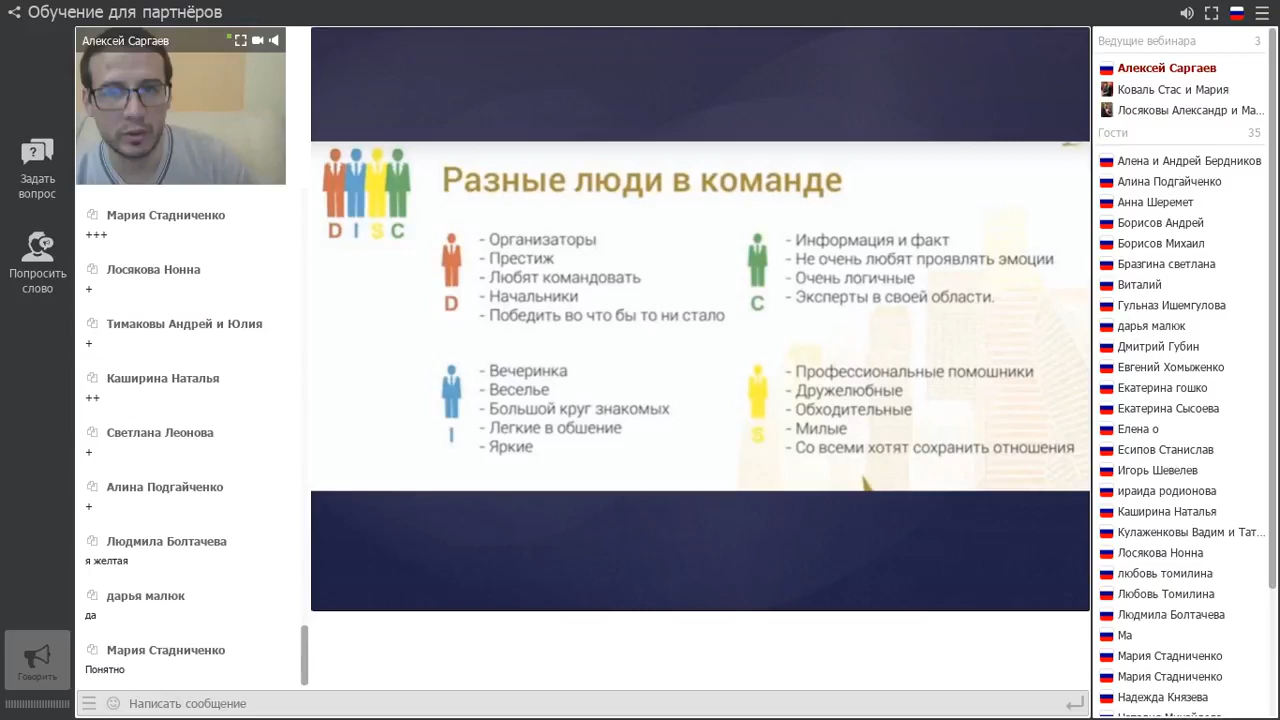 Обучение для партнёров
Алексей Саргаев
Задать
вопрос
Попросить
слово
Говорить
Мария Стадниченко
+++
Лосякова Нонна
+
Тимаковы Андрей и Юлия
+
Каширина Наталья
++
Светлана Леонова
+
Алина Подгайченко
+
Людмила Болтачева
я желтая
дарья малюк
да
Мария Стадниченко
Понятно
Написать сообщение
DISC
Разные люди в команде
D
- Организаторы
- Престиж
- Любят командовать
- Начальники
- Победить во что бы то ни стало
C
- Информация и факт
- Не очень любят проявлять эмоции
- Очень логичные
- Эксперты в своей области.
I
- Вечеринка
- Веселье
- Большой круг знакомых
- Легкие в обшение
- Яркие
S
- Профессиональные помошники
- Дружелюбные
- Обходительные
- Милые
- Со всеми хотят сохранить отношения
Ведущие вебинара 3
Алексей Саргаев
Коваль Стас и Мария
Лосяковы Александр и Ма...
Гости 35
Алена и Андрей Бердников
Алина Подгайченко
Анна Шеремет
Борисов Андрей
Борисов Михаил
Бразгина светлана
Виталий
Гульназ Ишемгулова
дарья малюк
Дмитрий Губин
Евгений Хомыженко
Екатерина гошко
Екатерина Сысоева
Елена о
Есипов Станислав
Игорь Шевелев
ираида родионова
Каширина Наталья
Кулаженковы Вадим и Тат...
Лосякова Нонна
любовь томилина
Любовь Томилина
Людмила Болтачева
Ма
Мария Стадниченко
Мария Стадниченко
Надежда Князева